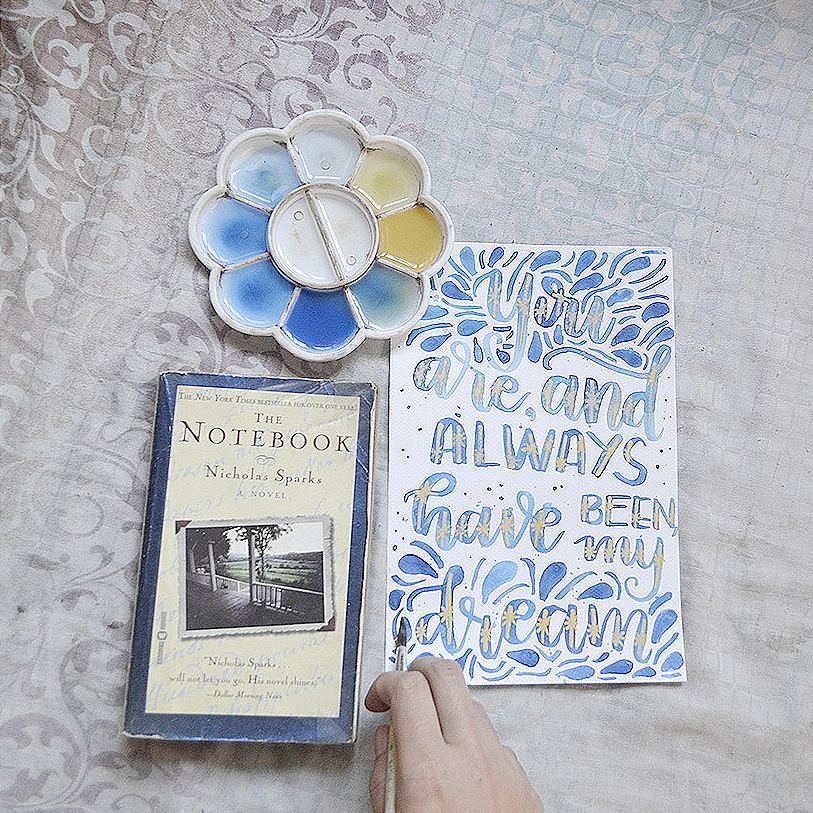 THE NEW YORK TIMES BESTSELLER FOR OVER ONE YEAR!
THE
NOTEBOOK
Nicholas Sparks
A NOVEL
"Nicholas Sparks . . .
will not let you go. His novel shines."
—Dallas Morning News
You
are and
ALWAYS
have BEEN
my
dream